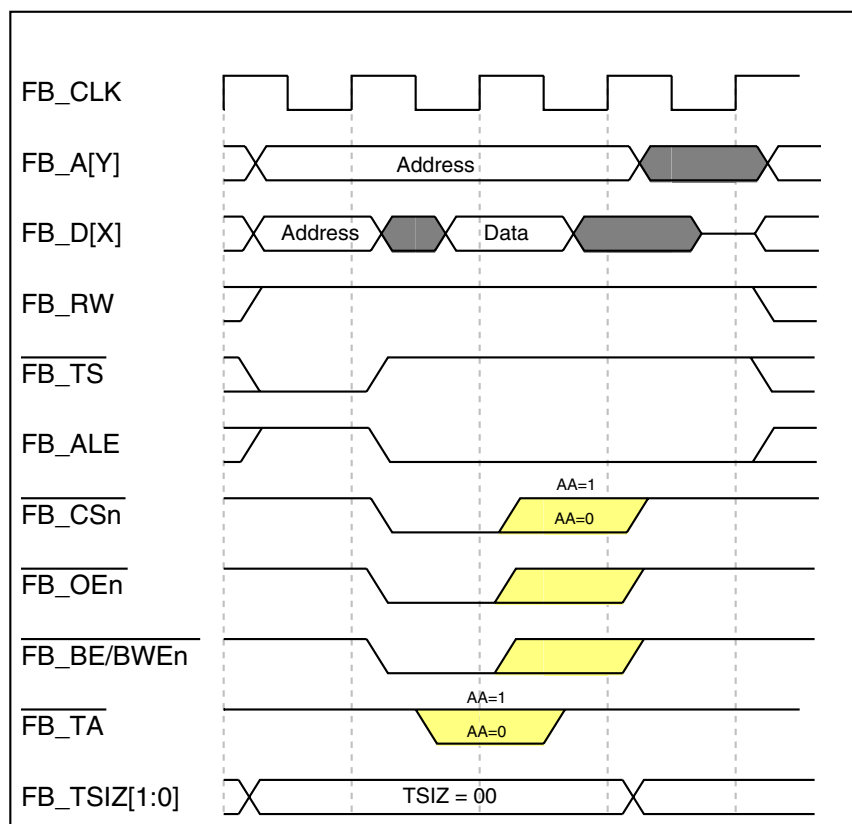 FB_CLK
FB_A[Y] Address
FB_D[X] Address Data
FB_RW
FB_TS
FB_ALE
AA=1
FB_CSn AA=0
FB_OEn
FB_BE/BWEn
AA=1
FB_TA AA=0
FB_TSIZ[1:0] TSIZ = 00